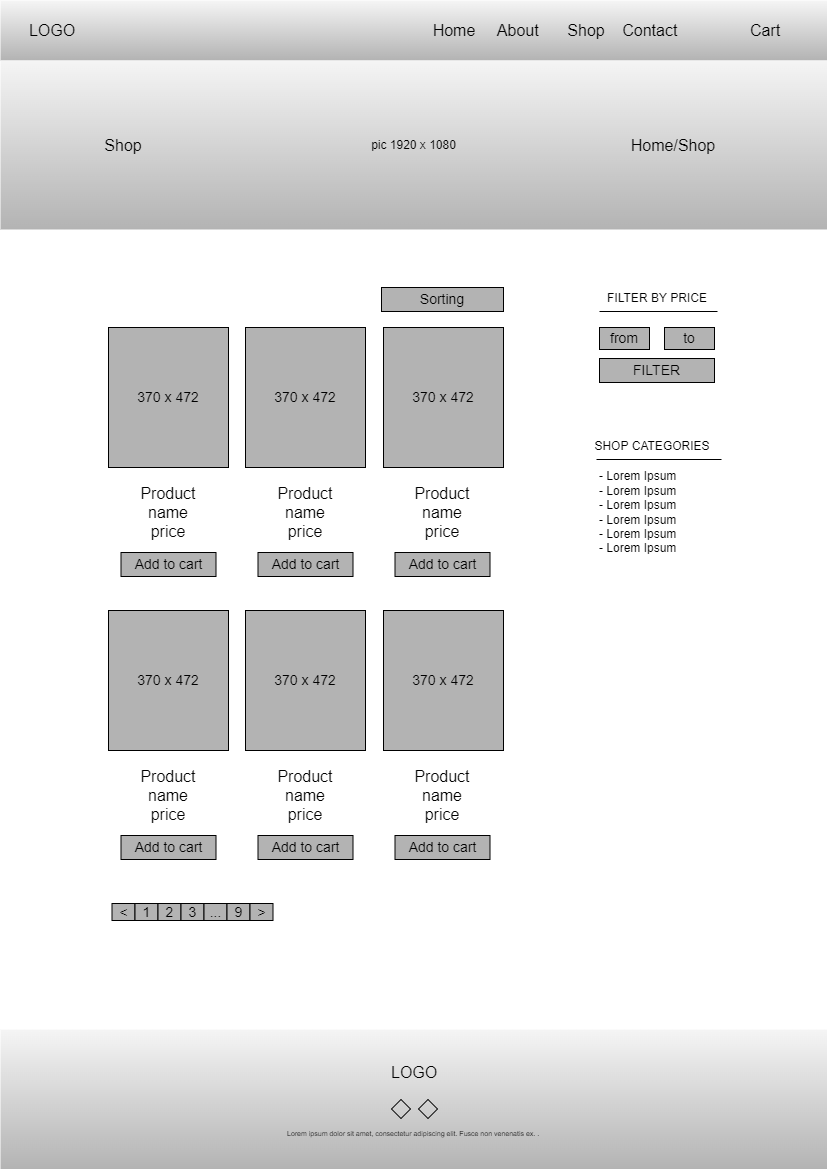 LOGO
Home
About
Shop
Contact
Cart
Shop
pic 1920 x 1080
Home/Shop
Sorting
370 x 472
370 x 472
370 x 472
Product
name
price
Product
name
price
Product
name
price
Add to cart
Add to cart
Add to cart
370 x 472
370 x 472
370 x 472
Product
name
price
Product
name
price
Product
name
price
Add to cart
Add to cart
Add to cart
< 1 2 3 ... 9 >
FILTER BY PRICE
from
to
FILTER
SHOP CATEGORIES
- Lorem Ipsum
- Lorem Ipsum
- Lorem Ipsum
- Lorem Ipsum
- Lorem Ipsum
- Lorem Ipsum
LOGO
Lorem ipsum dolor sit amet, consectetur adipiscing elit. Fusce non venenatis ex. .